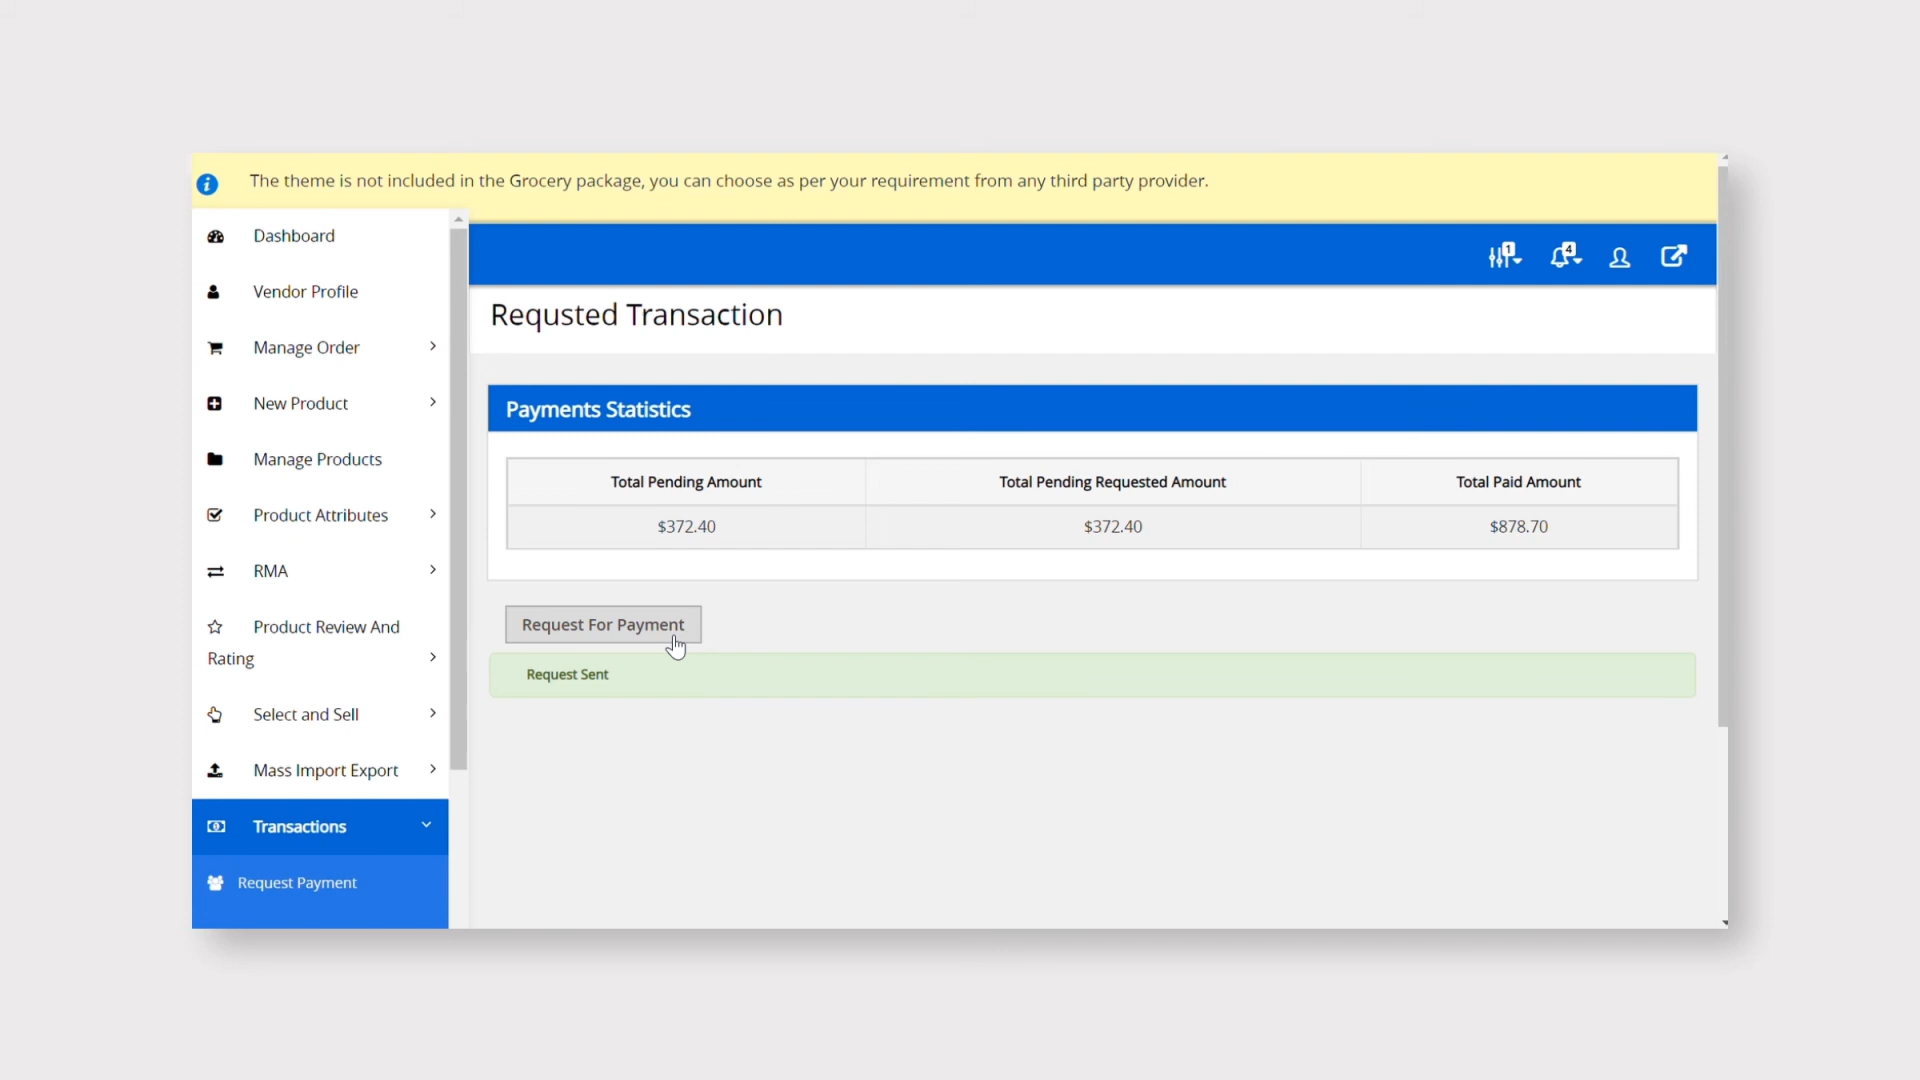 The theme is not included in the Grocery package, you can choose as per your requirement from any third party provider.
Dashboard
Vendor Profile
Manage Order
New Product
Manage Products
Product Attributes
RMA
Product Review And
Rating
Select and Sell
Mass Import Export
Transactions
Request Payment
1
4
Requsted Transaction
Payments Statistics
Total Pending Amount Total Pending Requested Amount Total Paid Amount
$372.40 $372.40 $878.70
Request For Payment
Request Sent